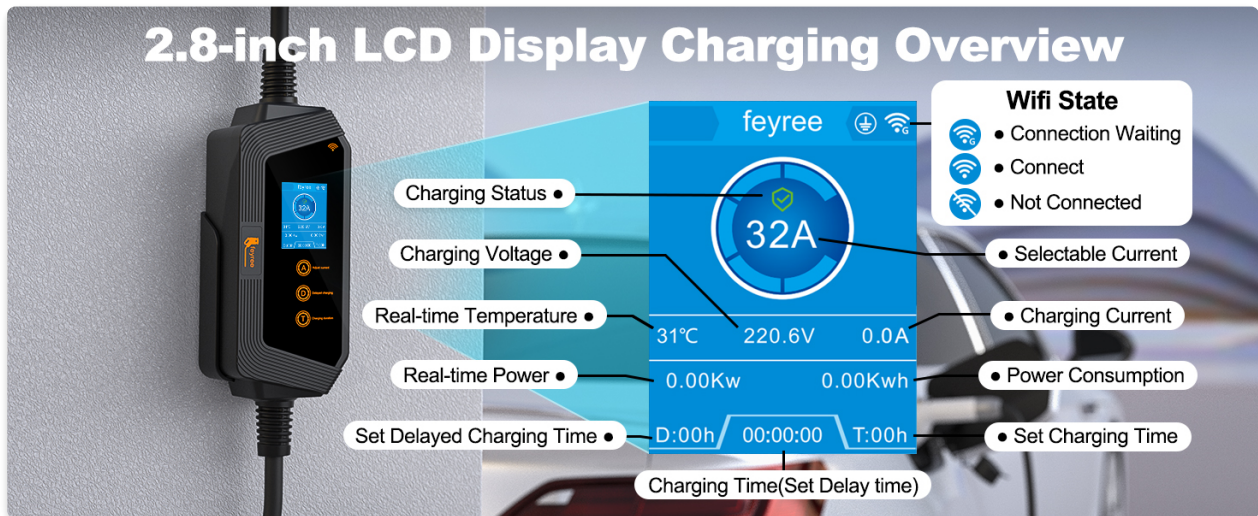 2.8-inch LCD Display Charging Overview
Wifi State
• Connection Waiting
• Connect
• Not Connected
feyree
G
Charging Status •
32A
• Selectable Current
Charging Voltage •
Real-time Temperature •
• Charging Current
31℃ 220.6V 0.0A
Real-time Power •
• Power Consumption
0.00Kw 0.00Kwh
Set Delayed Charging Time •
D:00h 00:00:00 T:00h
• Set Charging Time
Charging Time(Set Delay time)
32A
feyree
A
D
T